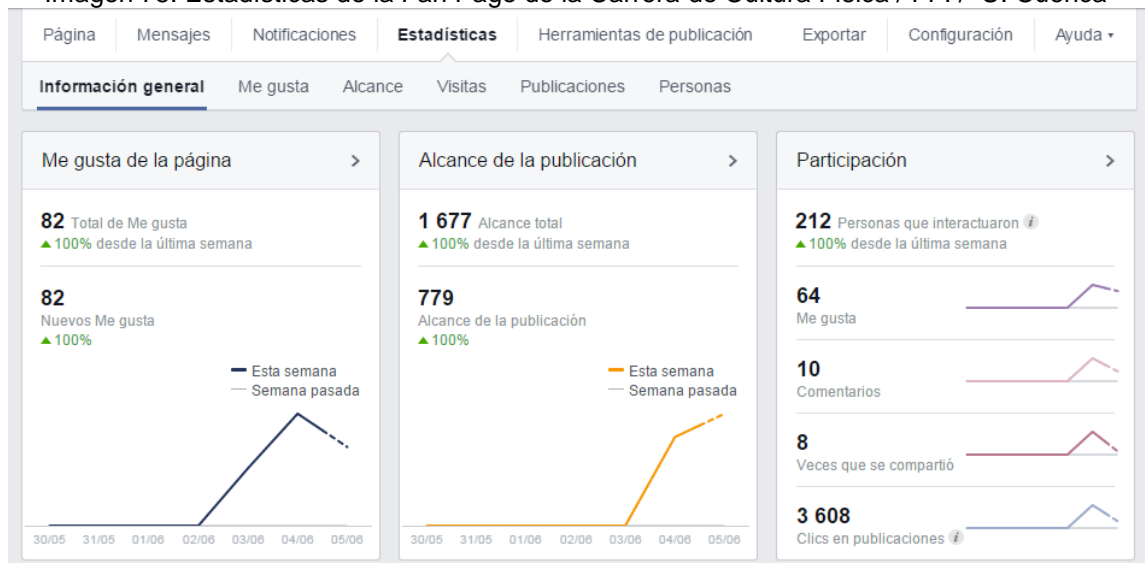 Página Mensajes Notificaciones Estadísticas Herramientas de publicación Exportar Configuración Ayuda
Información general Me gusta Alcance Visitas Publicaciones Personas
Me gusta de la página
82 Total de Me gusta
100% desde la última semana
82
Nuevos Me gusta
100%
Esta semana
Semana pasada
30/05 31/05 01/06 02/06 03/06 04/06 05/06
Alcance de la publicación
1 677 Alcance total
100% desde la última semana
779
Alcance de la publicación
100%
Esta semana
Semana pasada
30/05 31/05 01/06 02/06 03/06 04/06 05/06
Participación
212 Personas que interactuaron
100% desde la última semana
64
Me gusta
10
Comentarios
8
Veces que se compartió
3 608
Clics en publicaciones